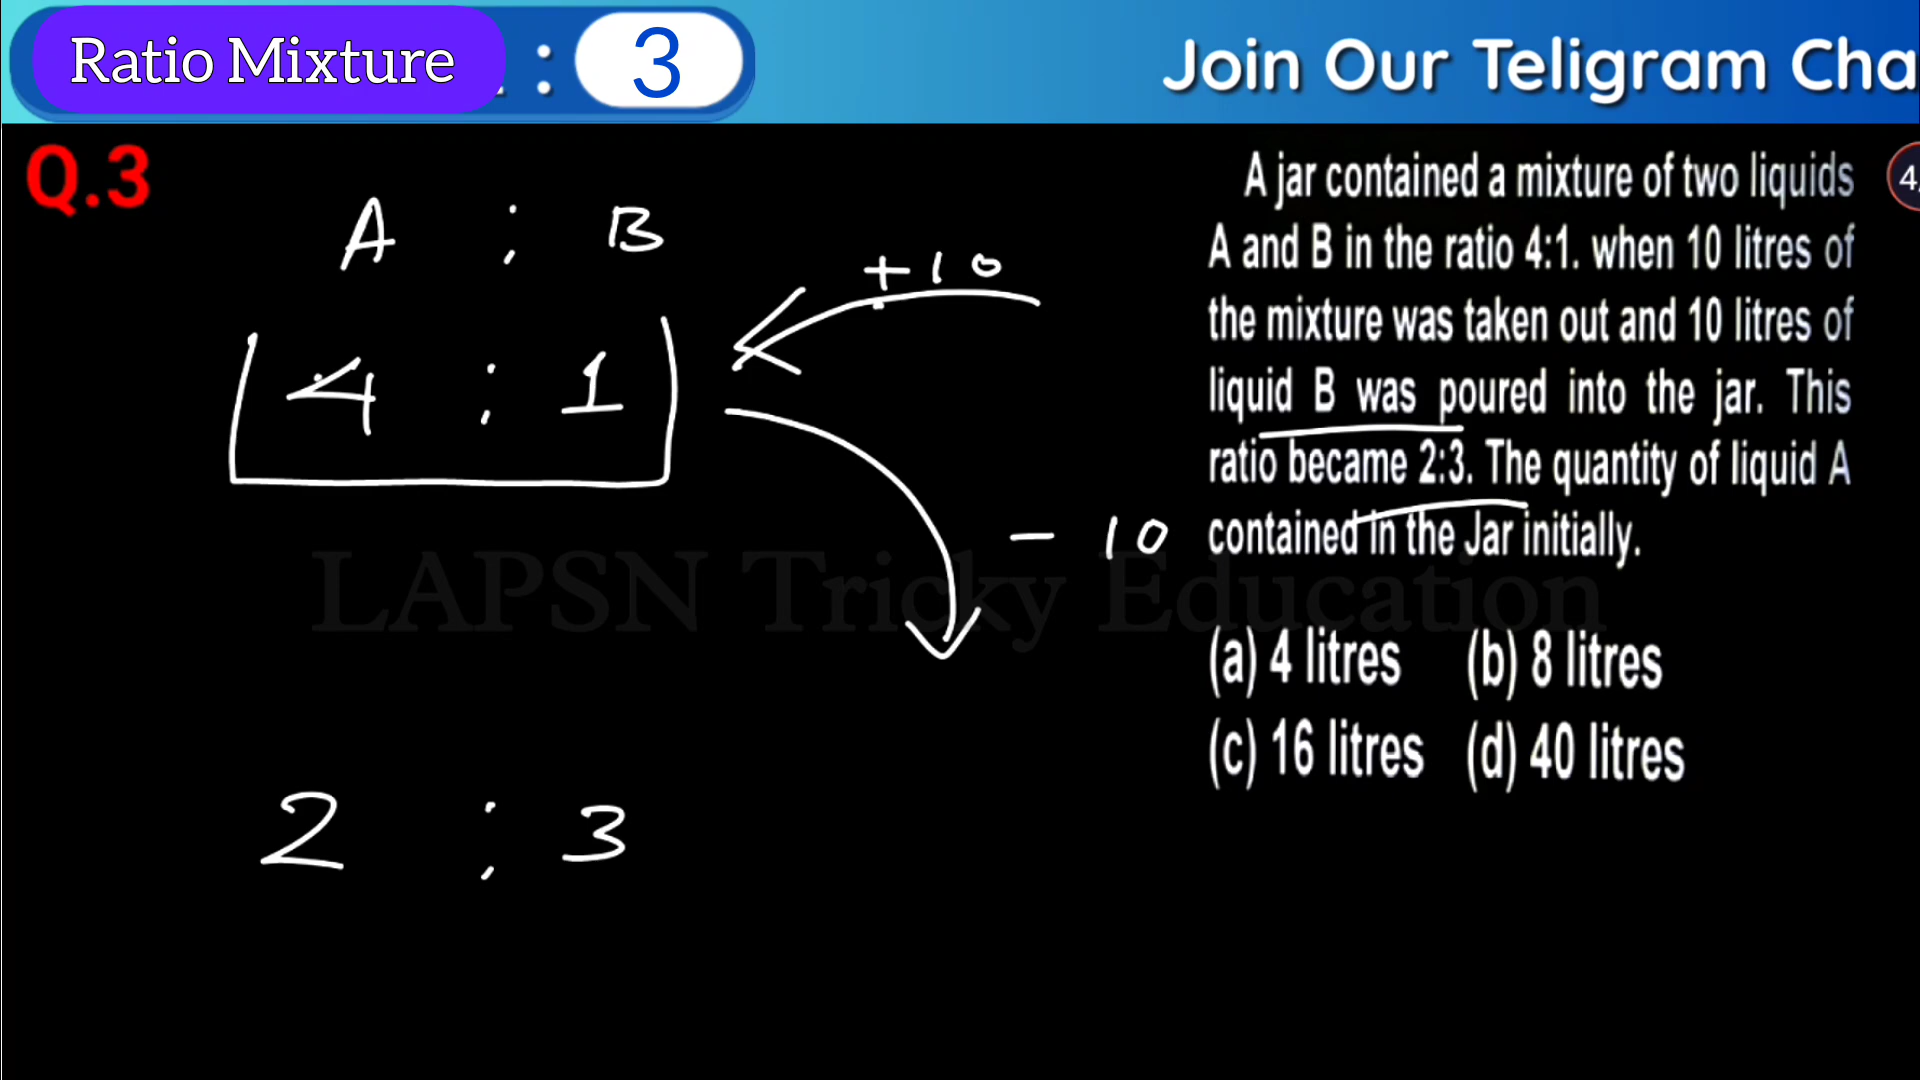 Ratio Mixture : 3
Join Our Teligram Cha
Q.3
A : B
4 : 1
+10
- 10
2 : 3
A jar contained a mixture of two liquids
A and B in the ratio 4:1. when 10 litres of
the mixture was taken out and 10 litres of
liquid B was poured into the jar. This
ratio became 2:3. The quantity of liquid A
contained in the Jar initially.
(a) 4 litres (b) 8 litres
(c) 16 litres (d) 40 litres
4
LAPSN Tricky Education